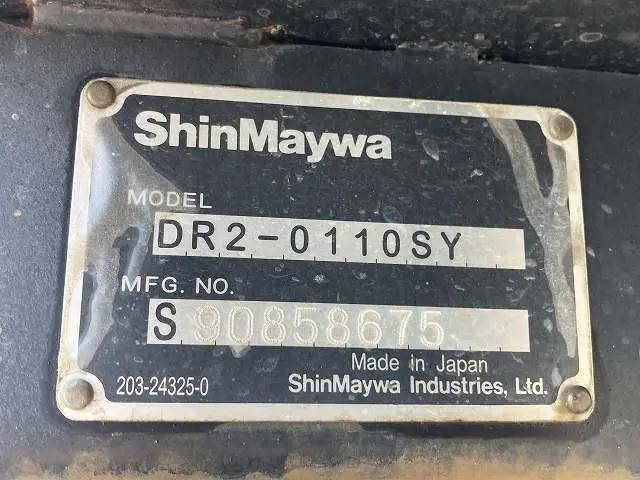 ShinMaywa
MODEL
DR2-0110SY
MFG. NO.
S 90858675
Made in Japan
203-24325-0 ShinMaywa Industries, Ltd.